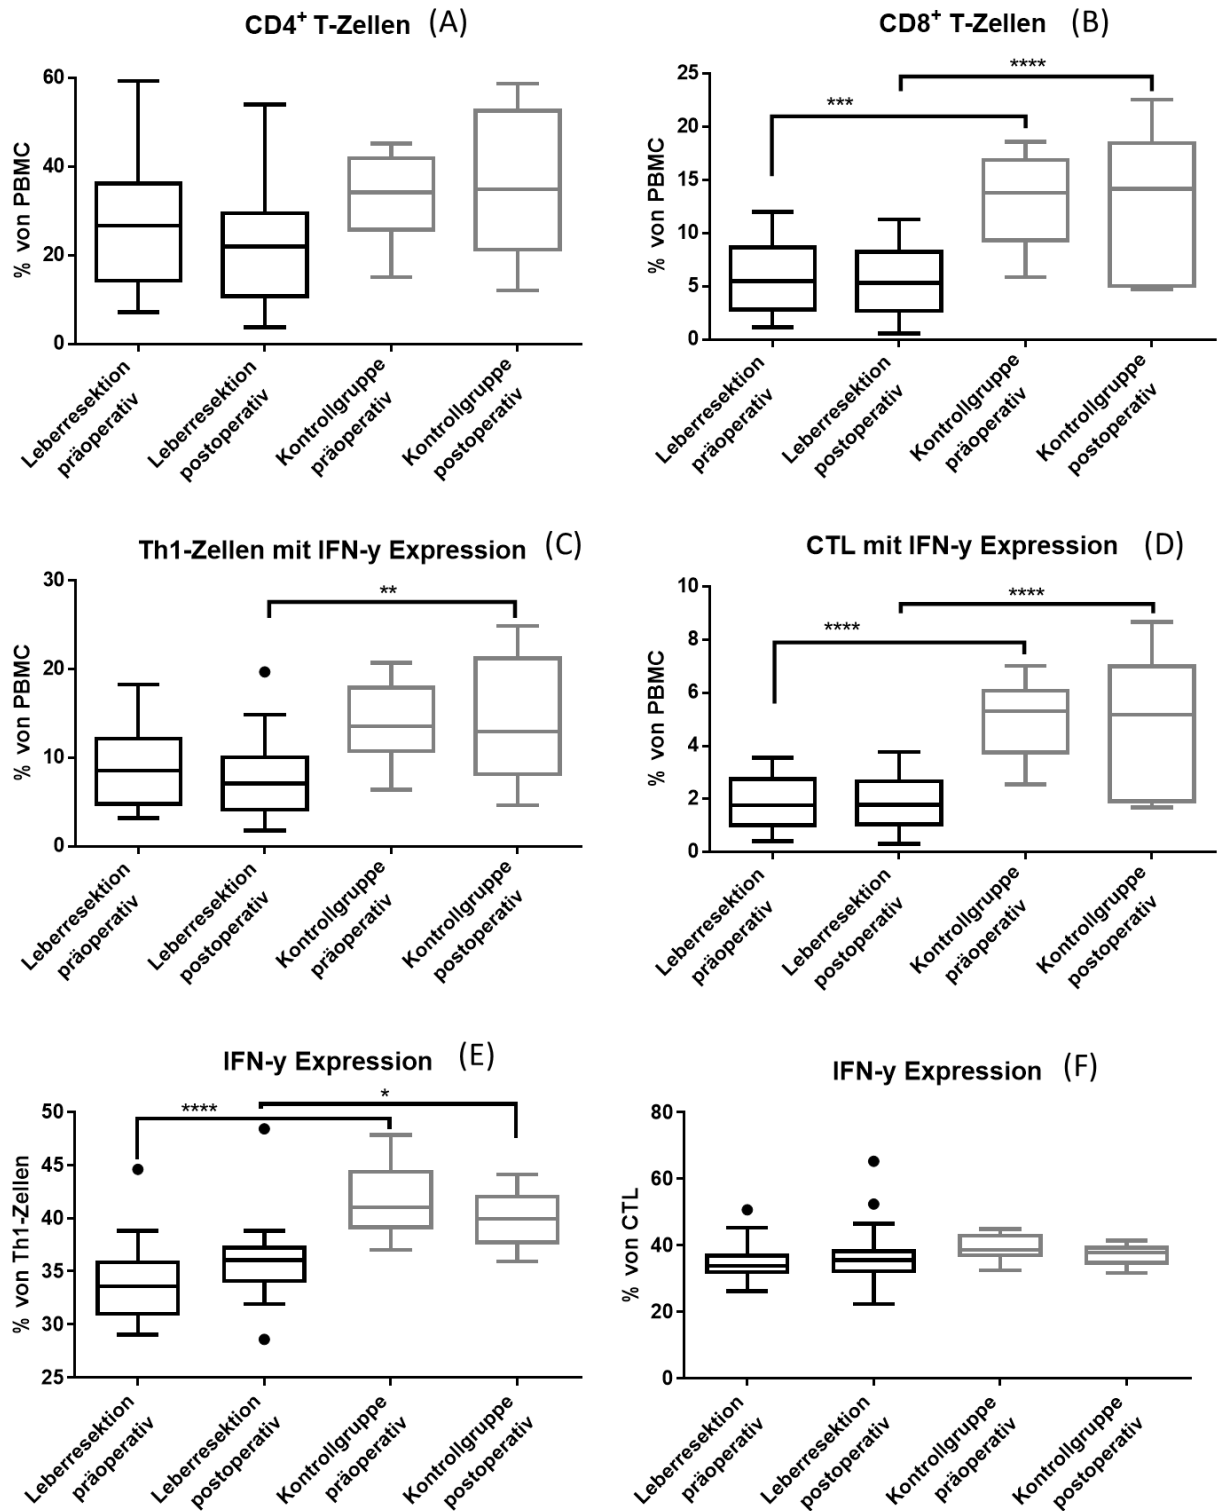 CD4⁺ T-Zellen (A)
% von PBMC
60
40
20
0
Leberresektion
präoperativ
Leberresektion
postoperativ
Kontrollgruppe
präoperativ
Kontrollgruppe
postoperativ
CD8⁺ T-Zellen (B)
% von PBMC
25
20
15
10
5
0
***
****
Leberresektion
präoperativ
Leberresektion
postoperativ
Kontrollgruppe
präoperativ
Kontrollgruppe
postoperativ
Th1-Zellen mit IFN-y Expression (C)
% von PBMC
30
20
10
0
**
Leberresektion
präoperativ
Leberresektion
postoperativ
Kontrollgruppe
präoperativ
Kontrollgruppe
postoperativ
CTL mit IFN-y Expression (D)
% von PBMC
10
8
6
4
2
0
****
****
Leberresektion
präoperativ
Leberresektion
postoperativ
Kontrollgruppe
präoperativ
Kontrollgruppe
postoperativ
IFN-y Expression (E)
% von Th1-Zellen
50
45
40
35
30
25
****
*
Leberresektion
präoperativ
Leberresektion
postoperativ
Kontrollgruppe
präoperativ
Kontrollgruppe
postoperativ
IFN-y Expression (F)
% von CTL
80
60
40
20
0
Leberresektion
präoperativ
Leberresektion
postoperativ
Kontrollgruppe
präoperativ
Kontrollgruppe
postoperativ